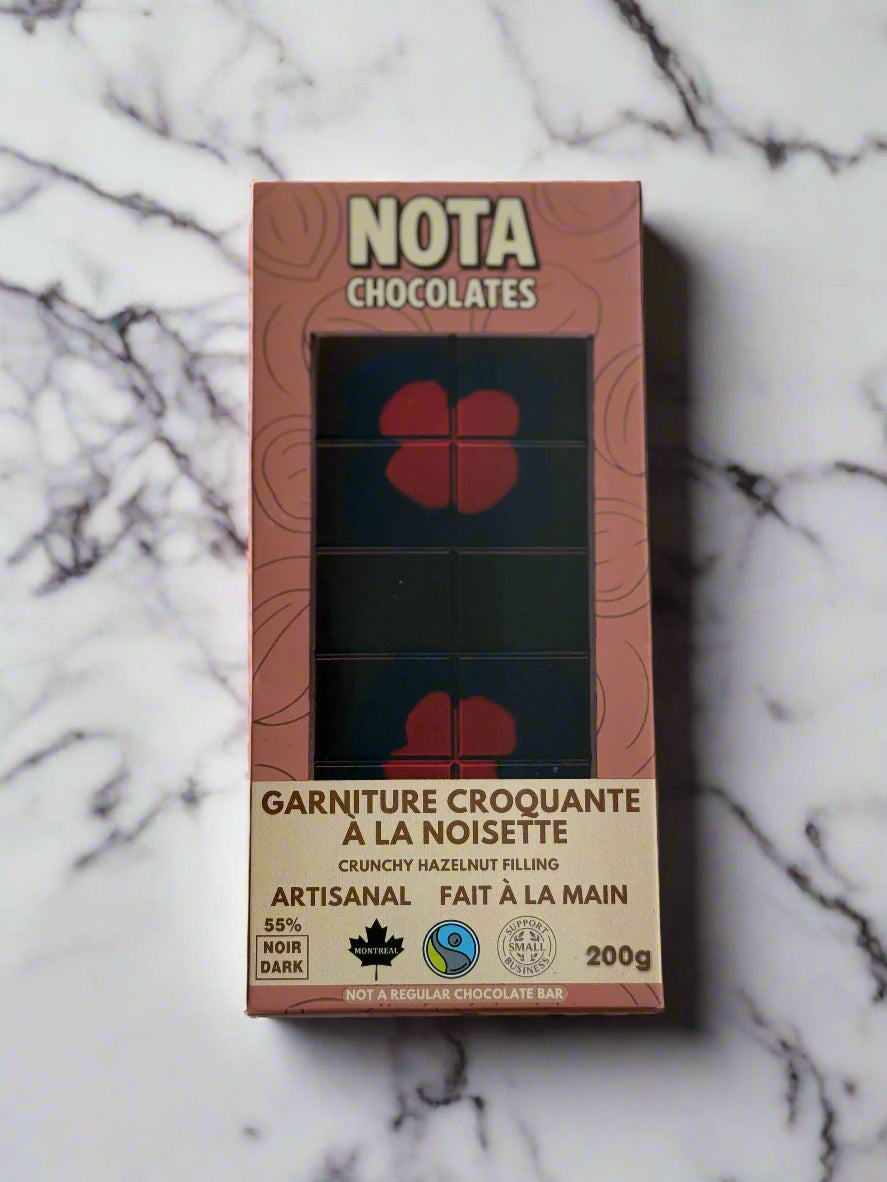 NOTA
CHOCOLATES
GARNITURE CROQUANTE
À LA NOISETTE
CRUNCHY HAZELNUT FILLING
ARTISANAL FAIT À LA MAIN
55%
NOIR
DARK
MONTREAL
SUPPORT
SMALL
BUSINESS
200g
NOT A REGULAR CHOCOLATE BAR